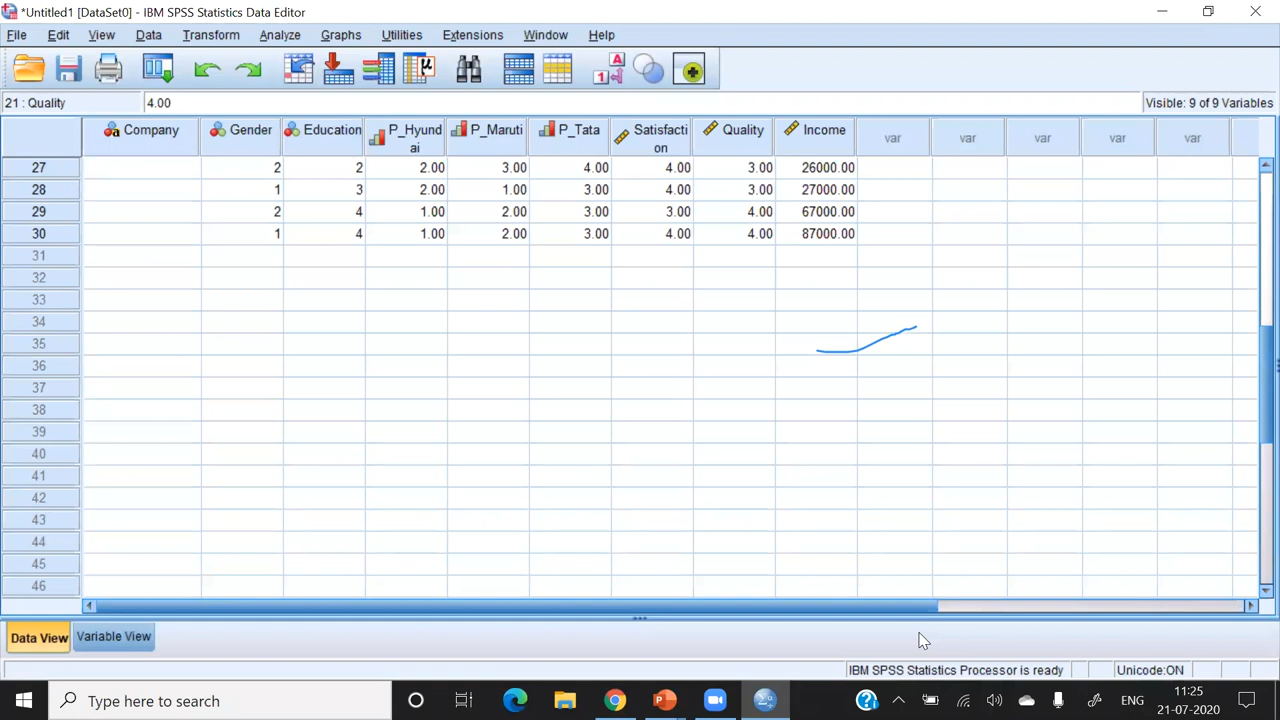 *Untitled1 [DataSet0] - IBM SPSS Statistics Data Editor
File Edit View Data Transform Analyze Graphs Utilities Extensions Window Help
21 : Quality 4.00 Visible: 9 of 9 Variables
Company Gender Education P_Hyundai P_Maruti P_Tata Satisfaction Quality Income var var var var var
27 2 2 2.00 3.00 4.00 4.00 3.00 26000.00
28 1 3 2.00 1.00 3.00 4.00 3.00 27000.00
29 2 4 1.00 2.00 3.00 3.00 4.00 67000.00
30 1 4 1.00 2.00 3.00 4.00 4.00 87000.00
31
32
33
34
35
36
37
38
39
40
41
42
43
44
45
46
Data View Variable View
IBM SPSS Statistics Processor is ready Unicode:ON
Type here to search ENG 11:25
21-07-2020